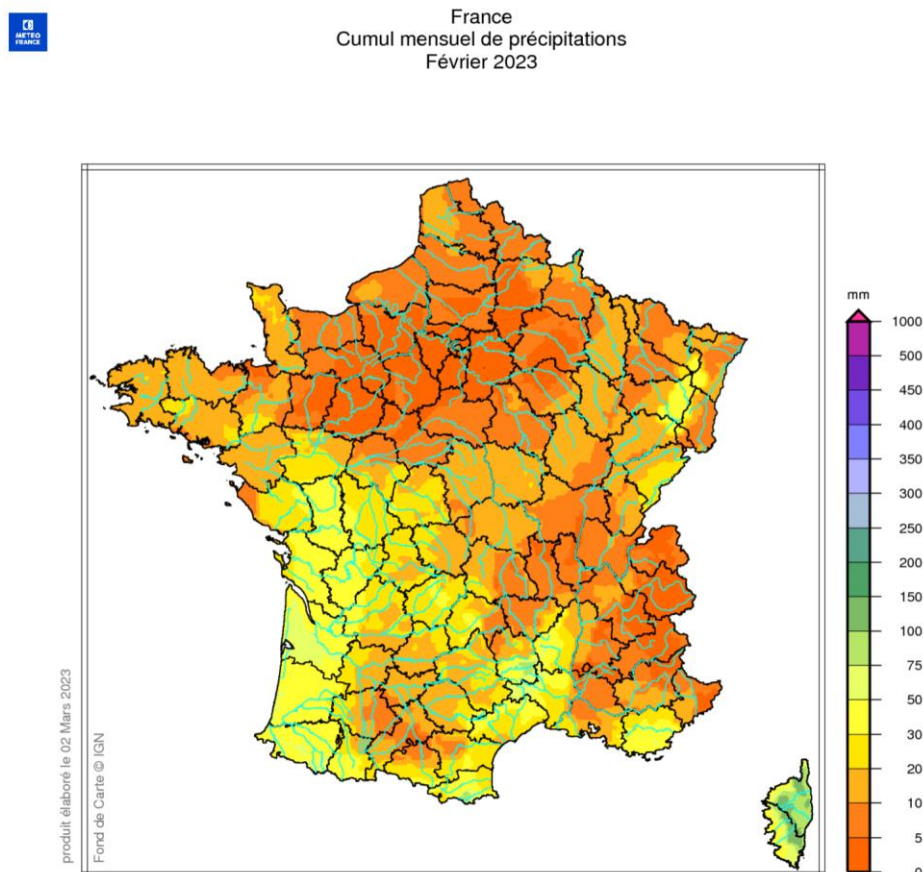 METEO
FRANCE
France
Cumul mensuel de précipitations
Février 2023
mm
1000
500
450
400
350
300
250
200
150
100
75
50
30
20
10
5
0
produit élaboré le 02 Mars 2023
Fond de Carte © IGN